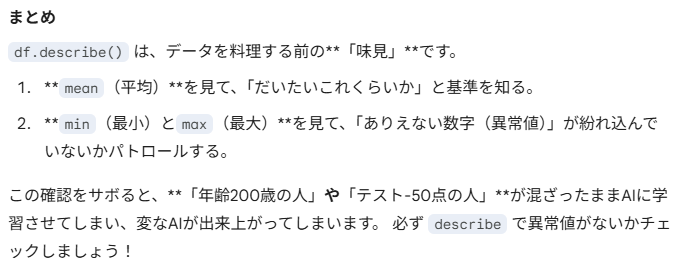 まとめ
df.describe() は、データを料理する前の**「味見」**です。
1. **mean（平均）**を見て、「だいたいこれくらいか」と基準を知る。
2. **min（最小）とmax（最大）**を見て、「ありえない数字（異常値）」が紛れ込んで
いないかパトロールする。
この確認をサボると、**「年齢200歳の人」や「テスト-50点の人」**が混ざったままAIに学
習させてしまい、変なAIが出来上がってしまいます。 必ず describe で異常値がないかチェ
ックしましょう！